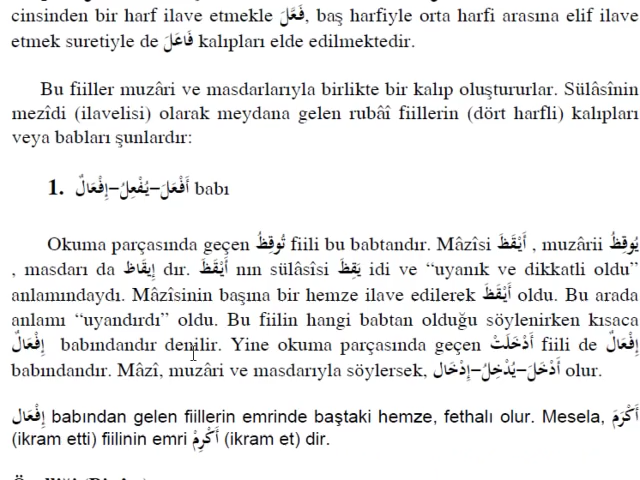 cinsinden bir harf ilave etmekle فَعَّلَ, baş harfiyle orta harfi arasına elif ilave
etmek suretiyle de فَاعَلَ kalıpları elde edilmektedir.
Bu fiiller muzâri ve masdarlarıyla birlikte bir kalıp oluştururlar. Sülâsînin
mezîdi (ilavelisi) olarak meydana gelen rubâî fiillerin (dört harfli) kalıpları
veya babları şunlardır:
1. أَفْعَلَ–يُفْعِلُ–إِفْعَالٌ babı
Okuma parçasında geçen تُوقِظُ fiili bu babtandır. Mâzîsi أَيْقَظَ , muzârii يُوقِظُ
, masdarı da إِيقَاظ dır. أَيْقَظَ nın sülâsîsi يَقِظَ idi ve “uyanık ve dikkatli oldu”
anlamındaydı. Mâzîsinin başına bir hemze ilave edilerek أَيْقَظَ oldu. Bu arada
anlamı “uyandırdı” oldu. Bu fiilin hangi babtan olduğu söylenirken kısaca
إِفْعَالٌ babındandır denilir. Yine okuma parçasında geçen أَدْخَلَتْ fiili de إِفْعَالٌ
babındandır. Mâzî, muzâri ve masdarıyla söylersek, أَدْخَلَ–يُدْخِلُ–إِدْخَال olur.
إِفْعَالٌ babından gelen fiillerin emrinde baştaki hemze, fethalı olur. Mesela, أَكْرَمَ
(ikram etti) fiilinin emri أَكْرِمْ (ikram et) dir.